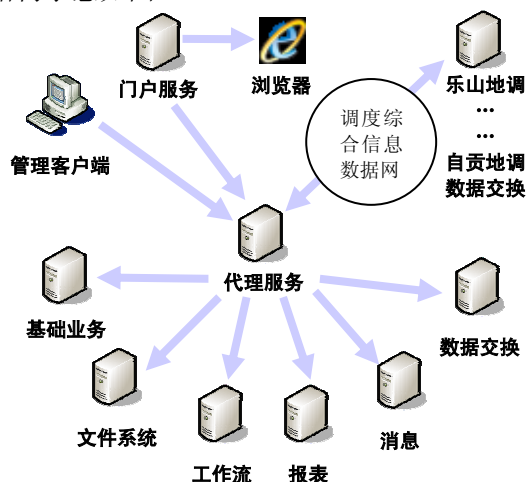 门户服务
浏览器
乐山地调
...
...
自贡地调
数据交换
调度综
合信息
数据网
管理客户端
代理服务
基础业务
数据交换
文件系统
消息
工作流
报表